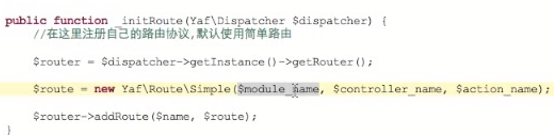 public function _initRoute(Yaf\Dispatcher $dispatcher) {
//在这里注册自己的路由协议,默认使用简单路由
$router = $dispatcher->getInstance()->getRouter();
$route = new Yaf\Route\Simple($module_name, $controller_name, $action_name);
$router->addRoute($name, $route);
}